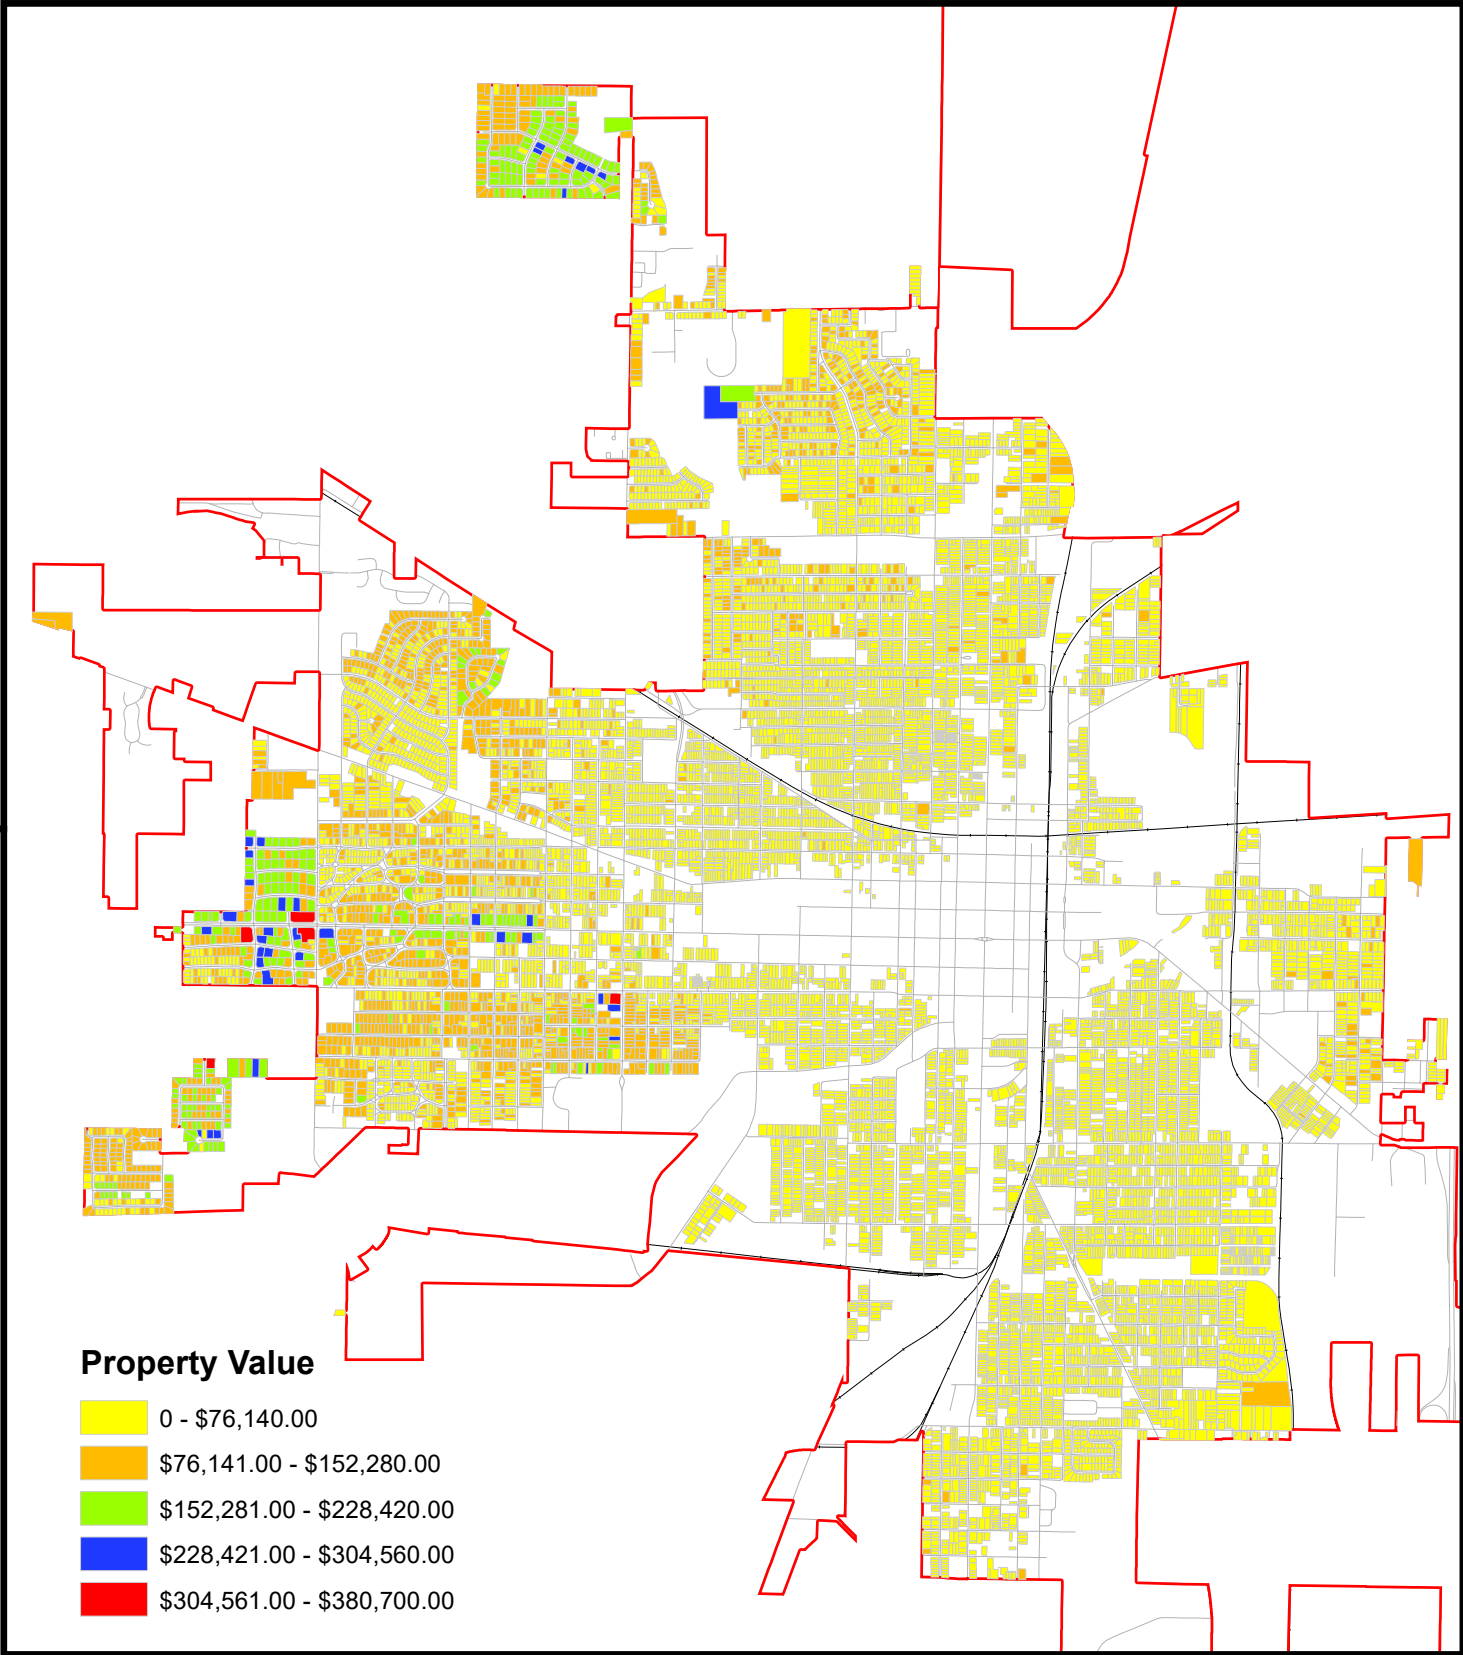 Property Value
0 - $76,140.00
$76,141.00 - $152,280.00
$152,281.00 - $228,420.00
$228,421.00 - $304,560.00
$304,561.00 - $380,700.00